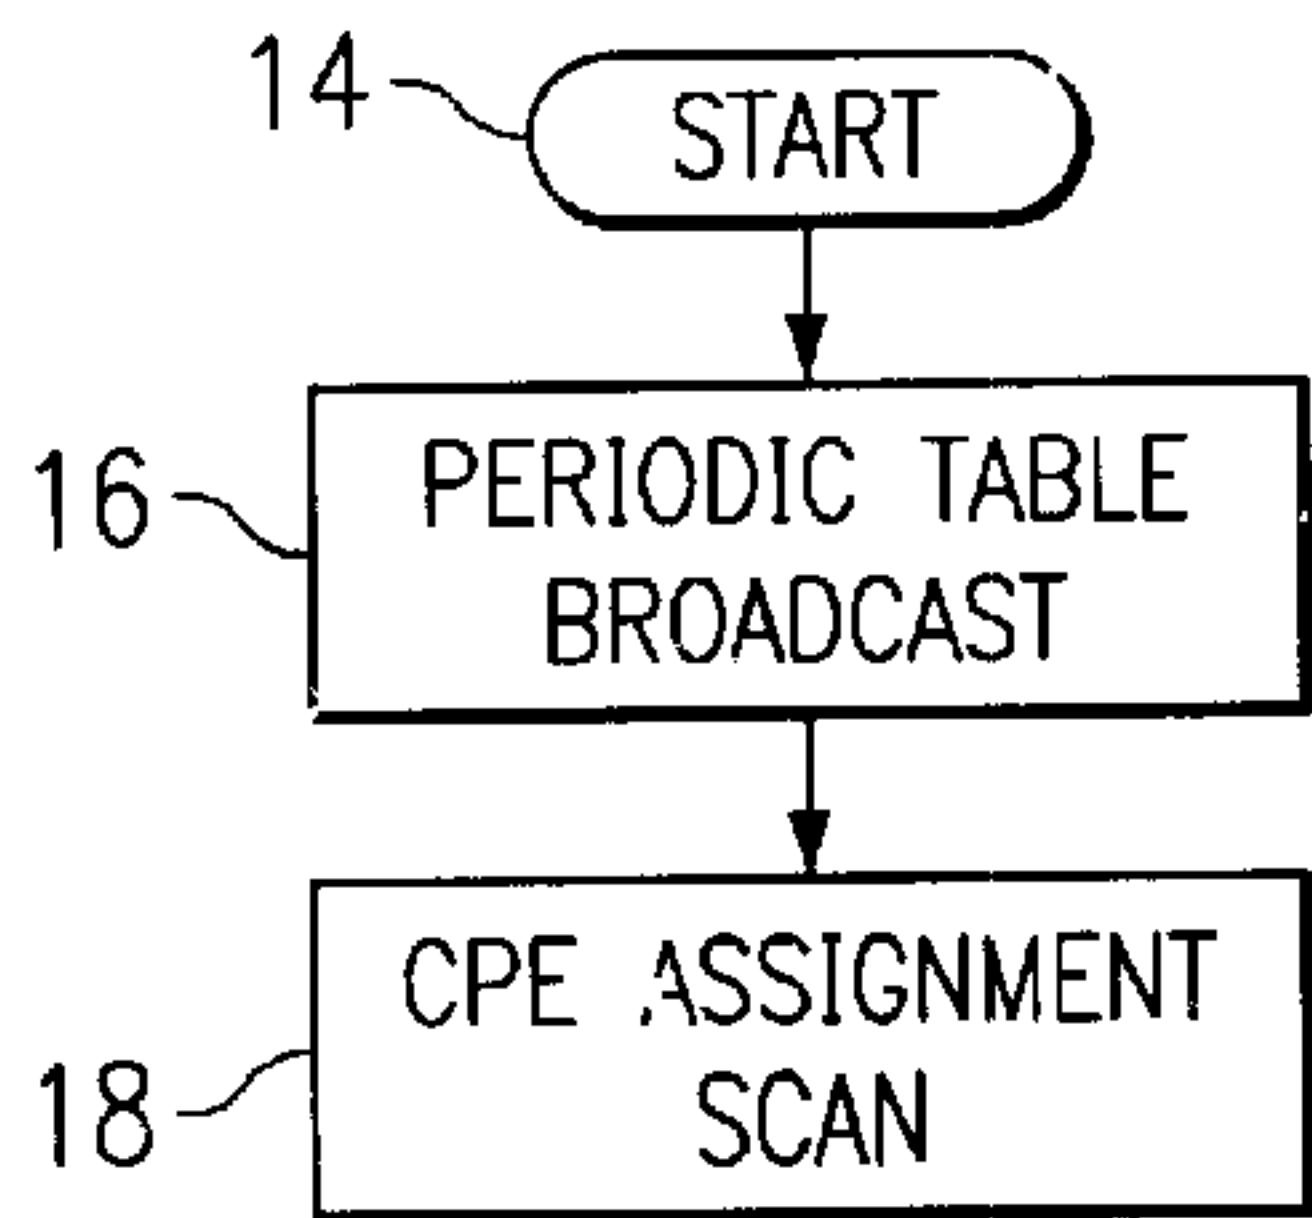 14
START
16
PERIODIC TABLE
BROADCAST
18
CPE ASSIGNMENT
SCAN